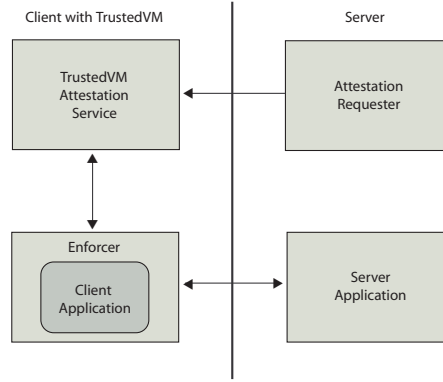 Client with TrustedVM
Server
TrustedVM
Attestation
Service
Attestation
Requester
Enforcer
Client
Application
Server
Application